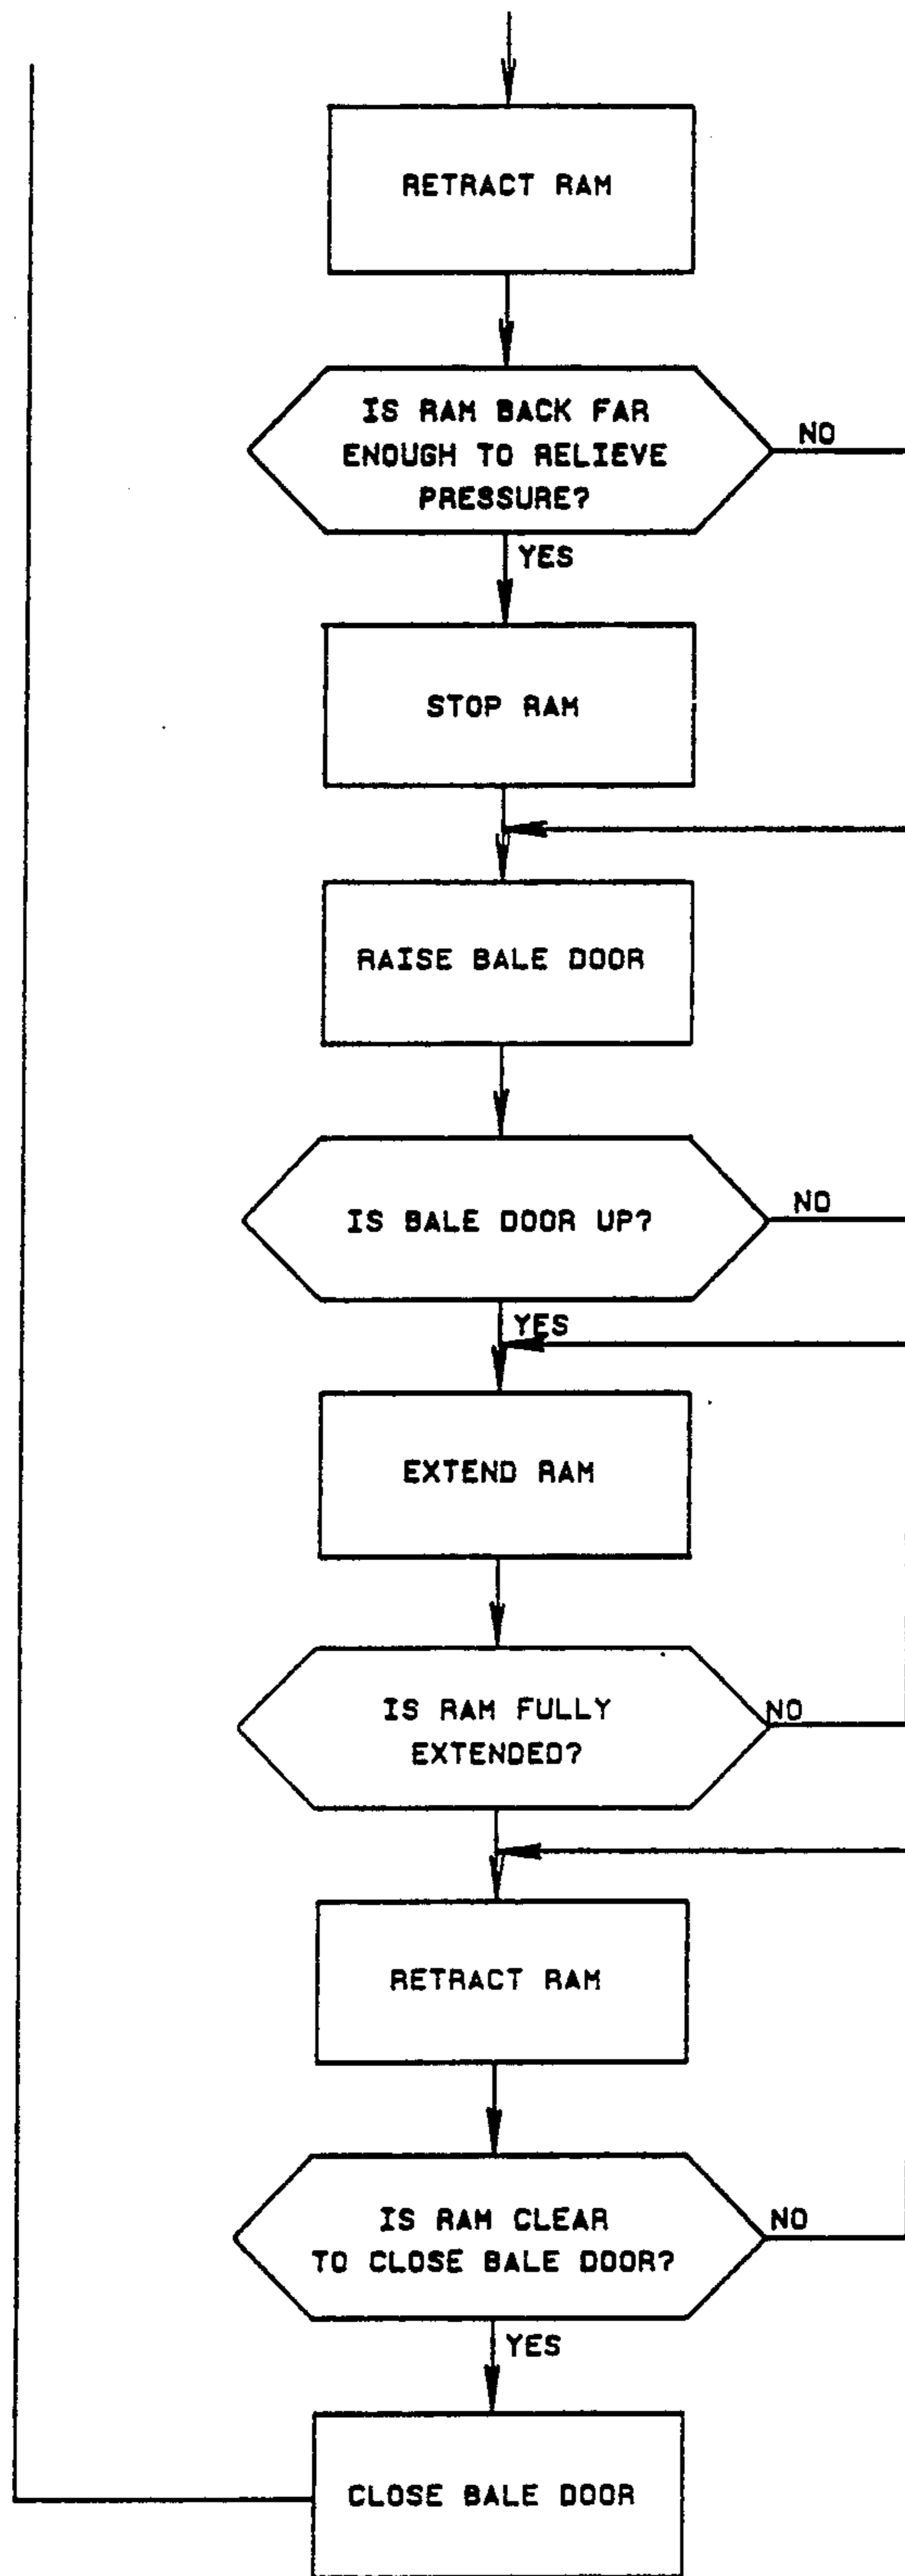 RETRACT RAM
IS RAM BACK FAR
ENOUGH TO RELIEVE
PRESSURE?
NO
YES
STOP RAM
RAISE BALE DOOR
IS BALE DOOR UP?
NO
YES
EXTEND RAM
IS RAM FULLY
EXTENDED?
NO
RETRACT RAM
IS RAM CLEAR
TO CLOSE BALE DOOR?
NO
YES
CLOSE BALE DOOR